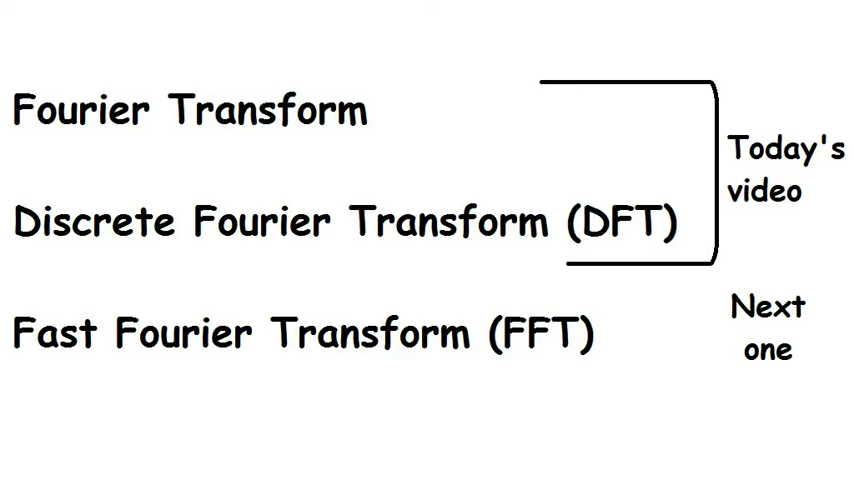 Fourier Transform
Today's
video
Discrete Fourier Transform (DFT)
Fast Fourier Transform (FFT)
Next
one